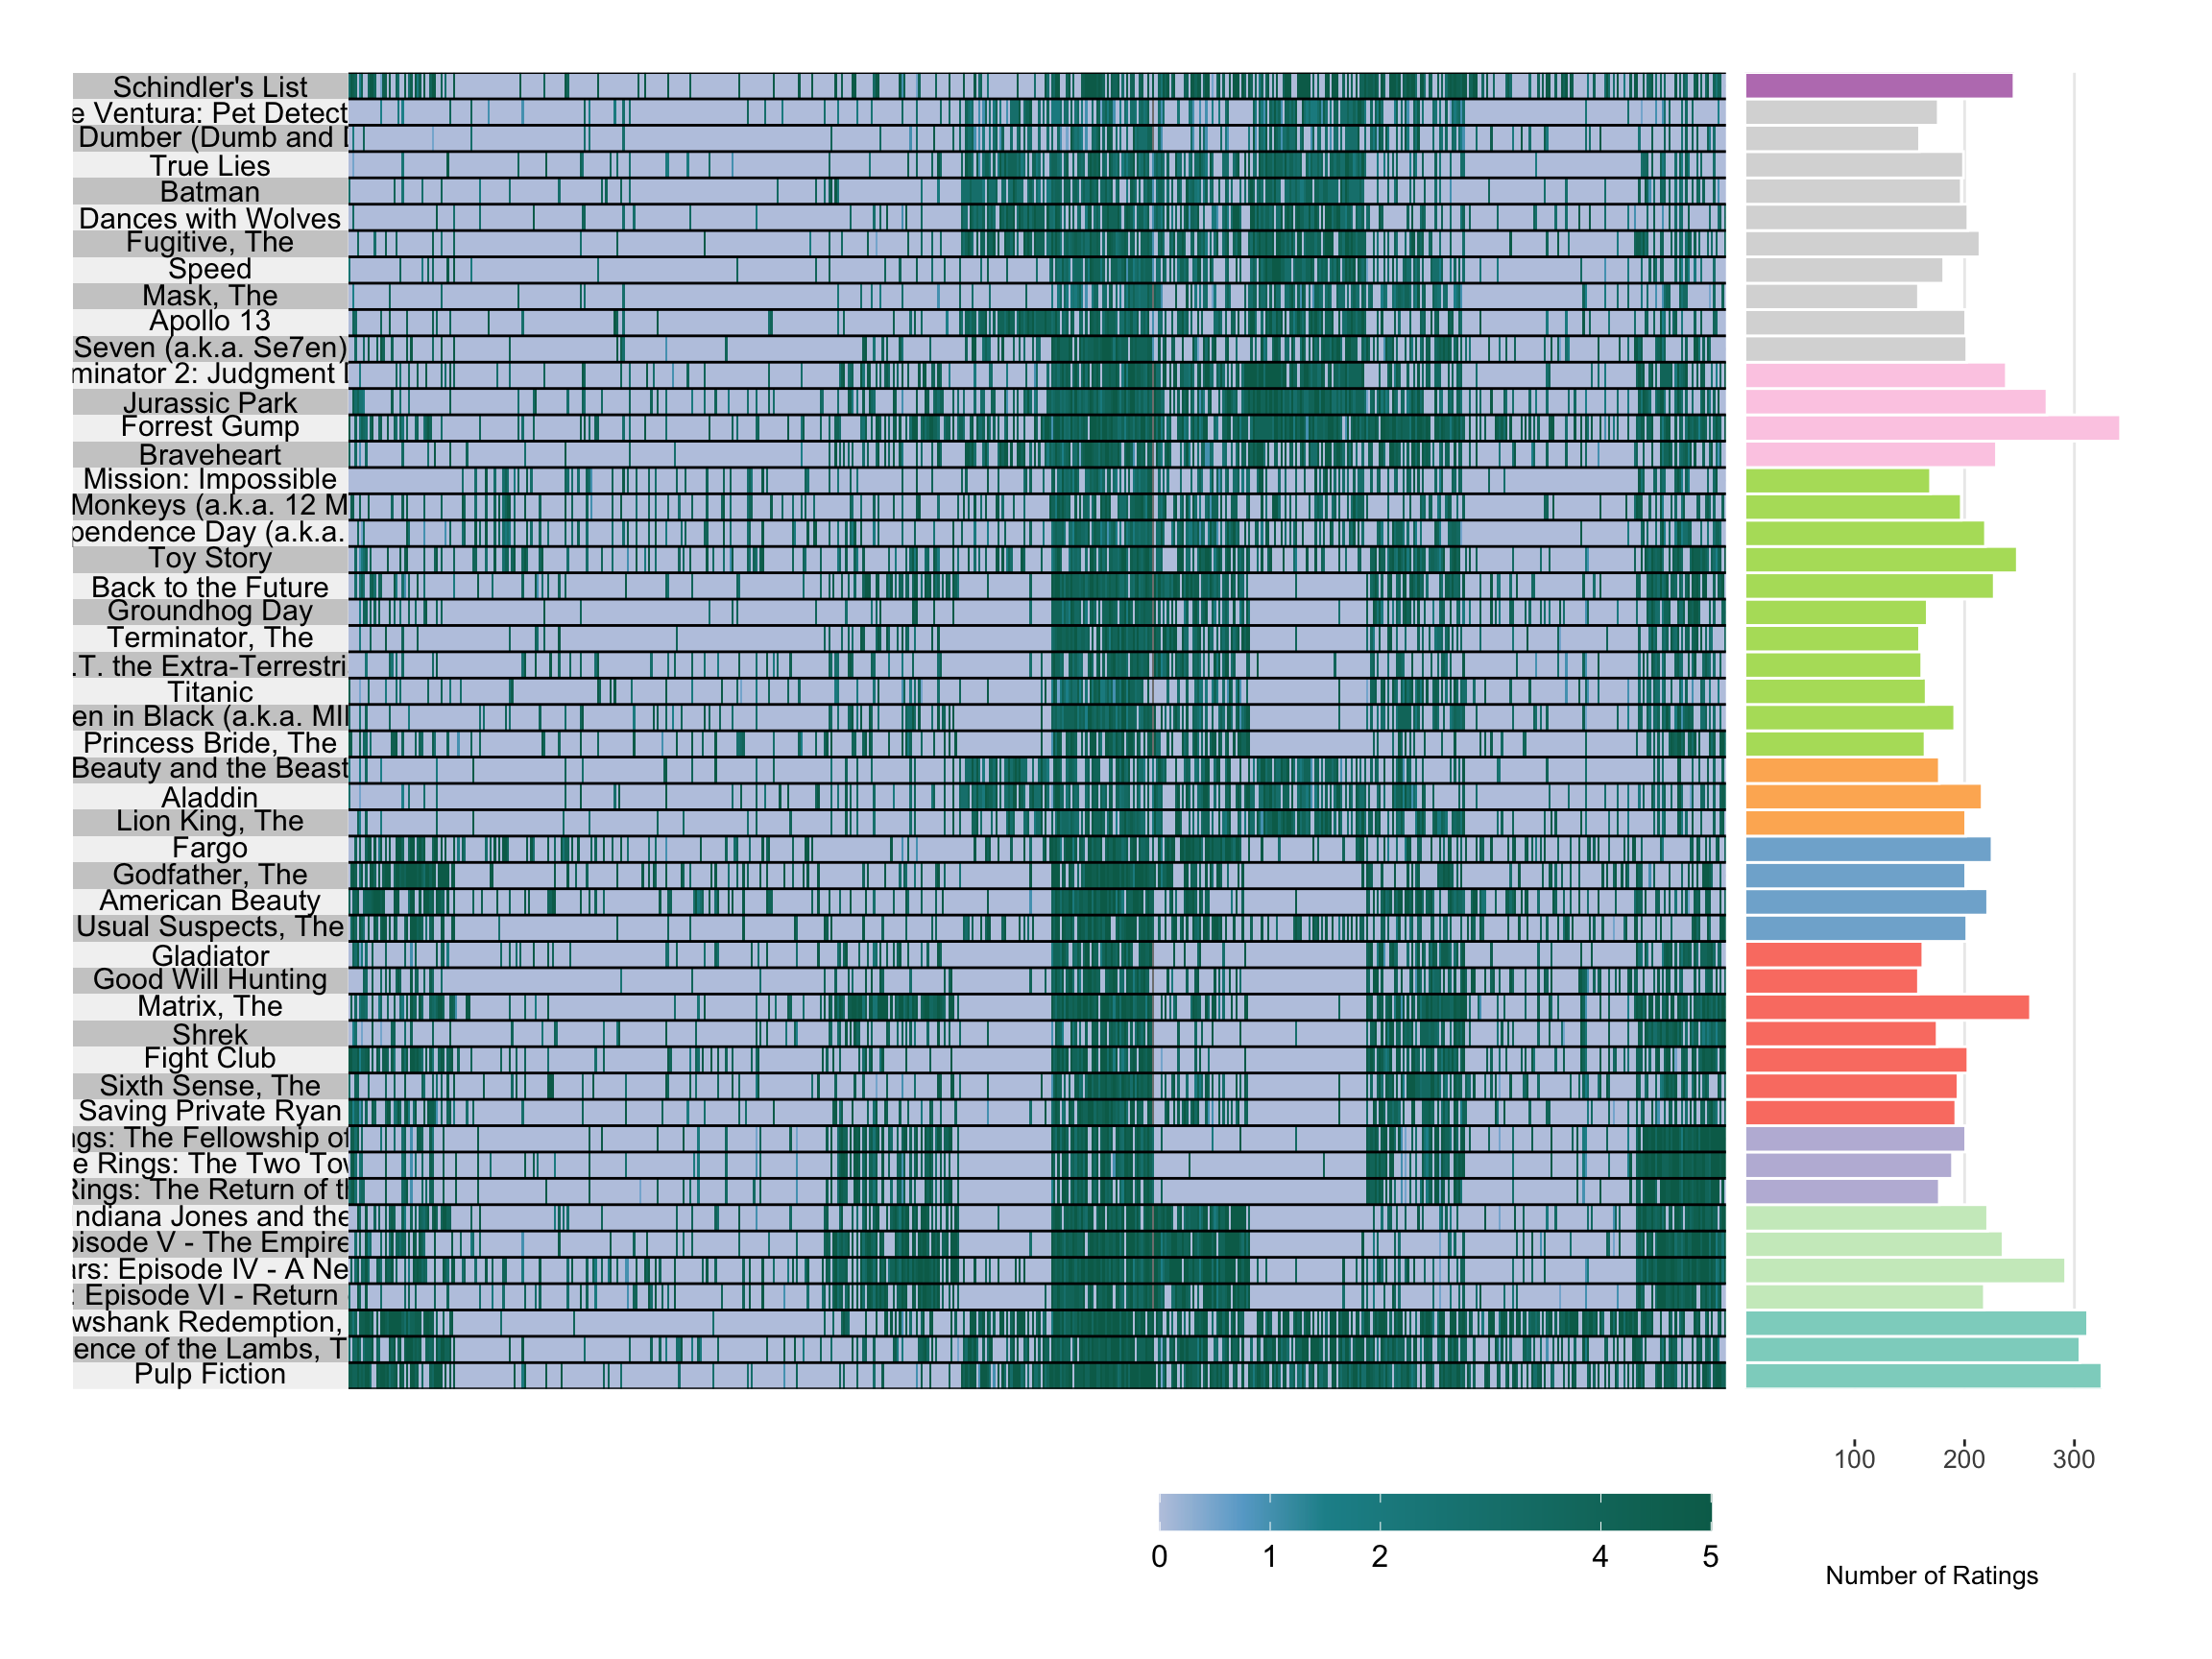 Schindler's List
e Ventura: Pet Detect
Dumber (Dumb and
True Lies
Batman
Dances with Wolves
Fugitive, The
Speed
Mask, The
Apollo 13
Seven (a.k.a. Se7en)
minator 2: Judgment
Jurassic Park
Forrest Gump
Braveheart
Mission: Impossible
Monkeys (a.k.a. 12 M
pendence Day (a.k.a.
Toy Story
Back to the Future
Groundhog Day
Terminator, The
.T. the Extra-Terrestri
Titanic
en in Black (a.k.a. MII
Princess Bride, The
Beauty and the Beast
Aladdin
Lion King, The
Fargo
Godfather, The
American Beauty
Usual Suspects, The
Gladiator
Good Will Hunting
Matrix, The
Shrek
Fight Club
Sixth Sense, The
Saving Private Ryan
ngs: The Fellowship of
e Rings: The Two Tov
Rings: The Return of t
ndiana Jones and the
pisode V - The Empire
ars: Episode IV - A Ne
: Episode VI - Return
wshank Redemption,
ence of the Lambs, T
Pulp Fiction
100 200 300
0 1 2 4 5
Number of Ratings